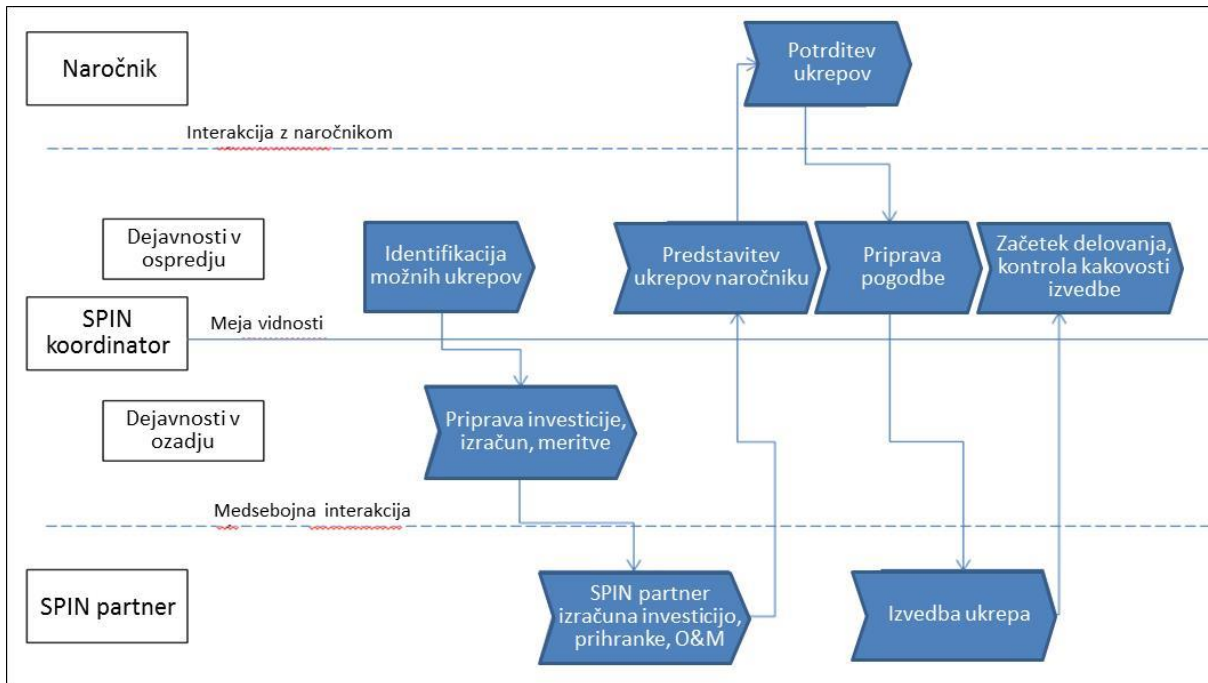 Naročnik
Potrditev
ukrepov
Interakcija z naročnikom
Dejavnosti v
ospredju
Identifikacija
možnih ukrepov
Predstavitev
ukrepov naročniku
Priprava
pogodbe
Začetek delovanja,
kontrola kakovosti
izvedbe
SPIN
koordinator
Meja vidnosti
Dejavnosti v
ozadju
Priprava investicije,
izračun, meritve
Medsebojna interakcija
SPIN partner
SPIN partner
izračuna investicijo,
prihranke, O&M
Izvedba ukrepa